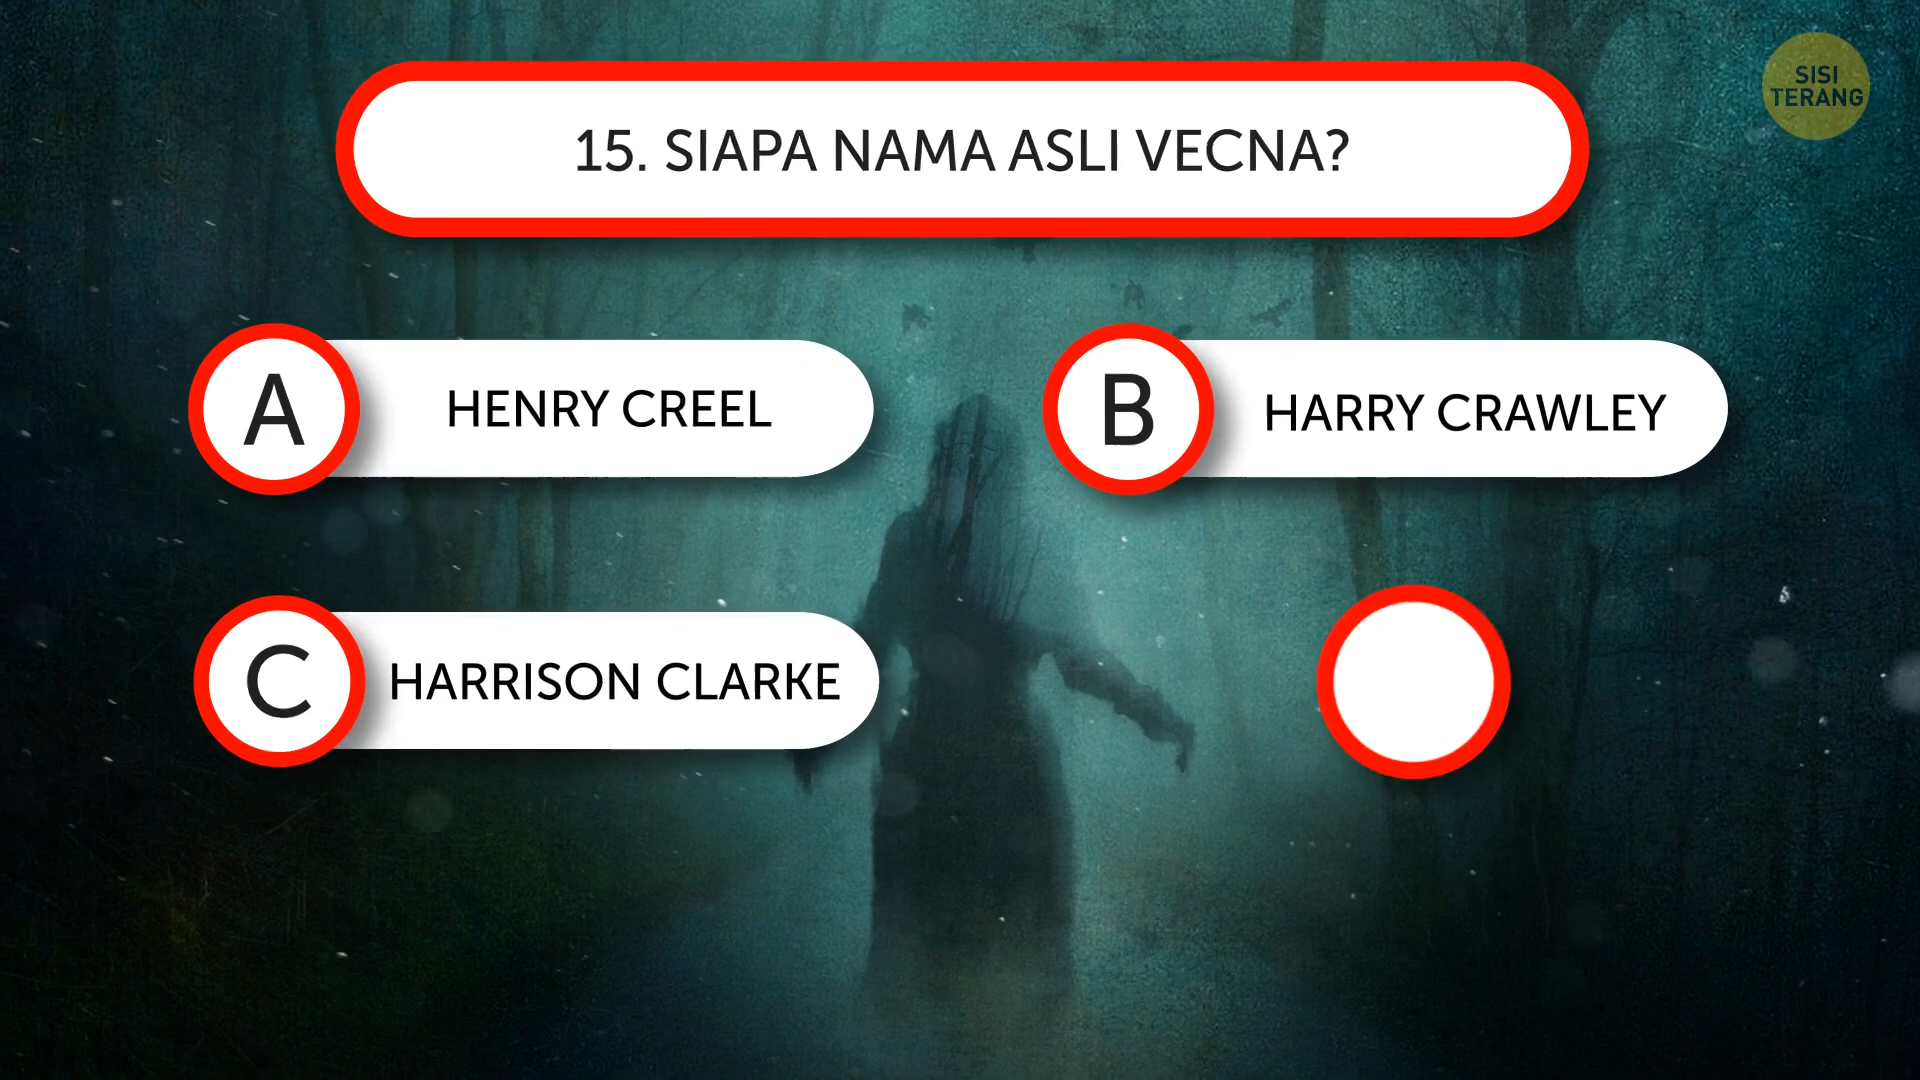 SISI
TERANG
15. SIAPA NAMA ASLI VECNA?
A
HENRY CREEL
B
HARRY CRAWLEY
C
HARRISON CLARKE